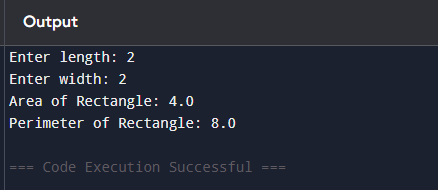 Output
Enter length: 2
Enter width: 2
Area of Rectangle: 4.0
Perimeter of Rectangle: 8.0
=== Code Execution Successful ===